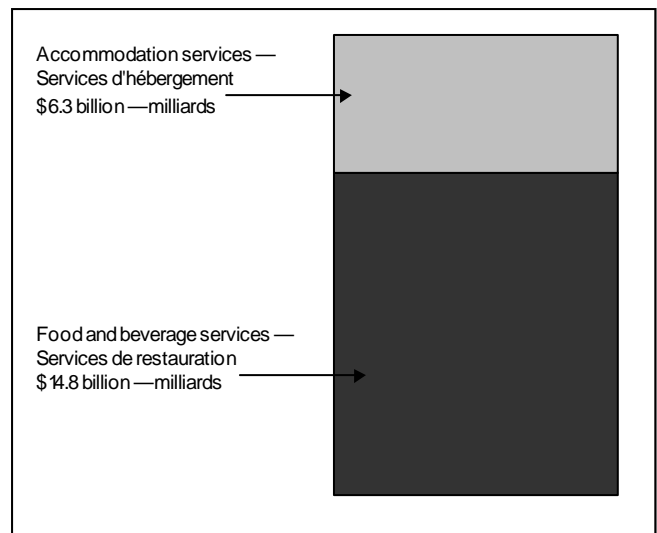 Accommodation services —
Services d'hébergement
$6.3 billion —milliards
Food and beverage services —
Services de restauration
$14.8 billion —milliards